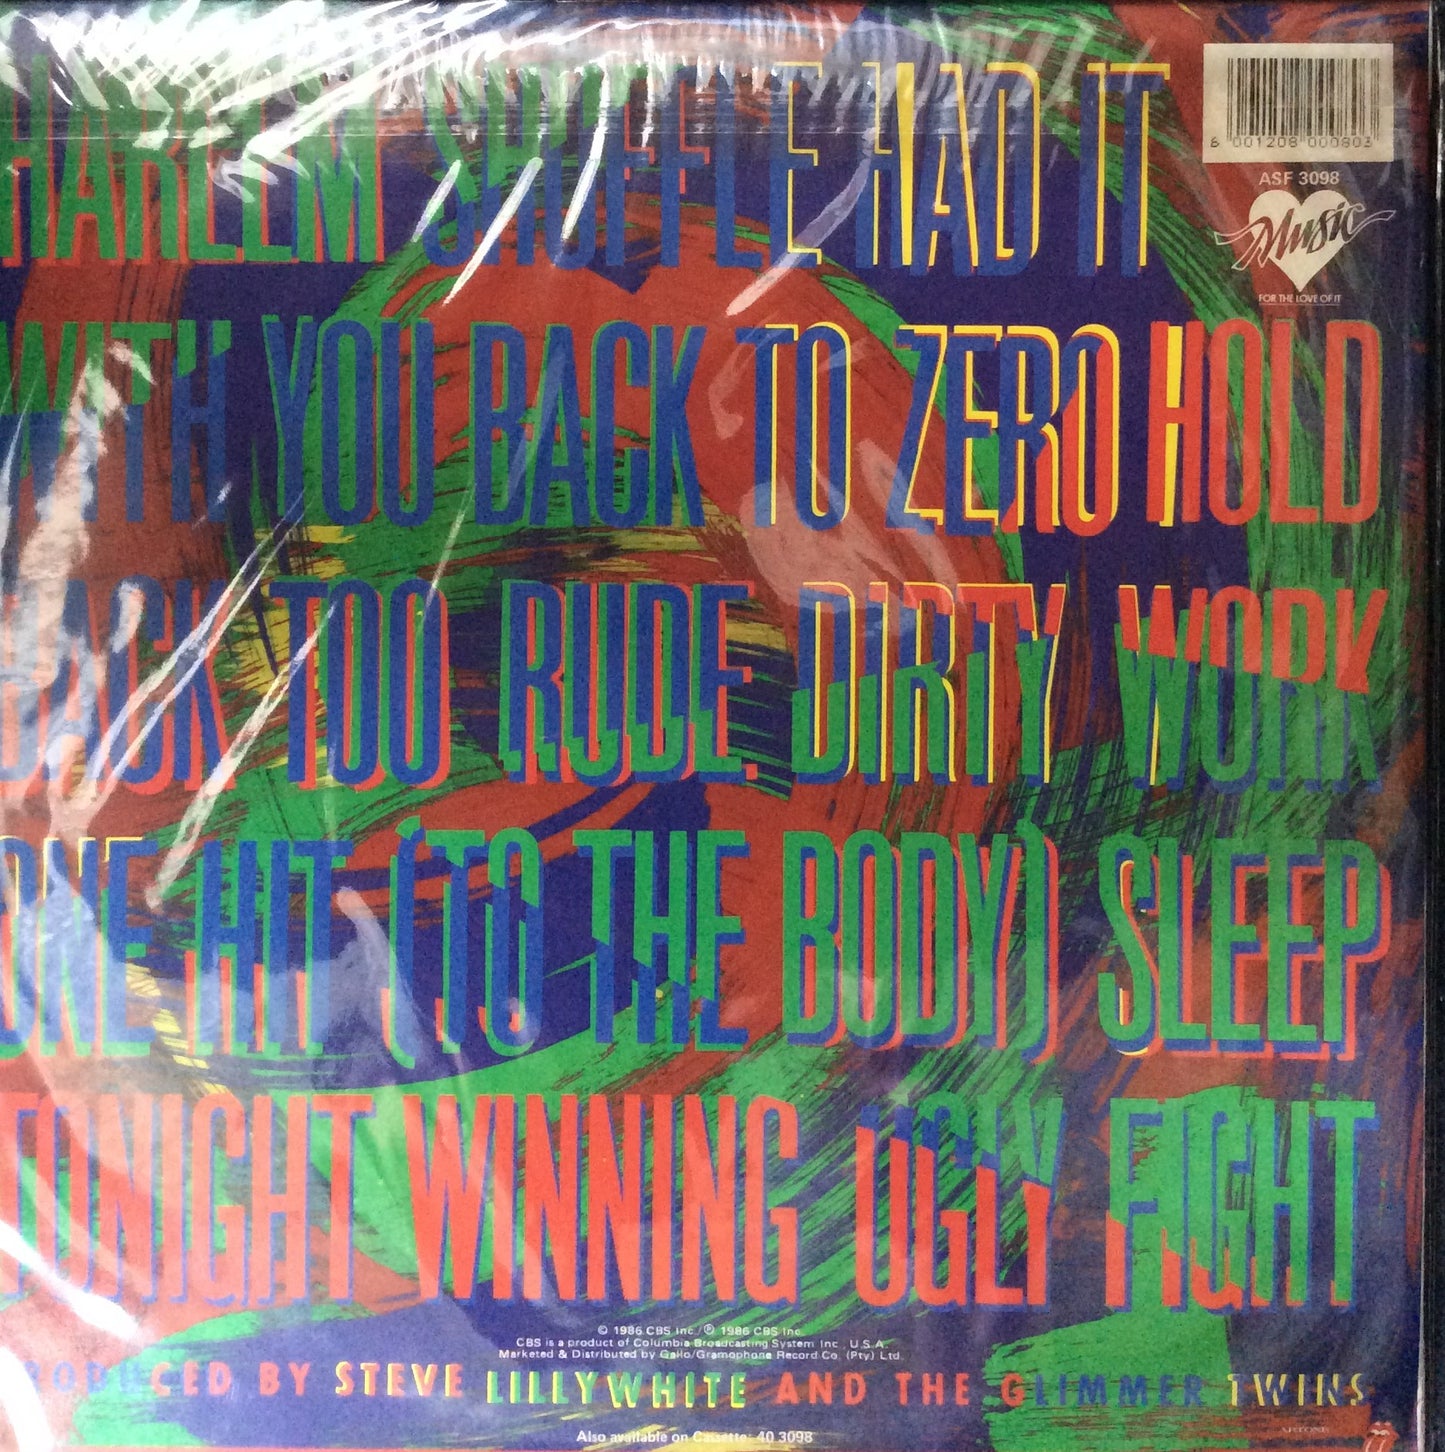 HARLEM SHUFFLE HAD IT
WITH YOU BACK TO ZERO HOLD
BACK TOO RUDE DIRTY WORK
ONE HIT (TO THE BODY) SLEEP
TONIGHT WINNING UGLY FIGHT
6 001208 000803
ASF 3098
Music
FOR THE LOVE OF IT
© 1986 CBS Inc./℗ 1986 CBS Inc.
CBS is a product of Columbia Broadcasting System Inc., U.S.A.
Marketed & Distributed by Gallo/Gramophone Record Co. (Pty) Ltd.
PRODUCED BY STEVE LILLYWHITE AND THE GLIMMER TWINS
Also available on Cassette: 40 3098